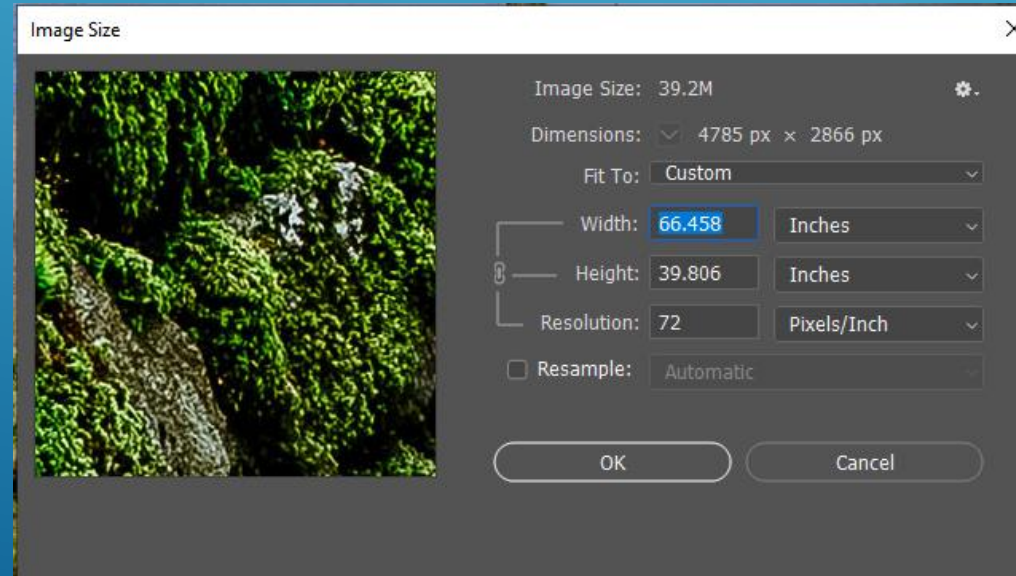 Image Size
Image Size: 39.2M
Dimensions: 4785 px × 2866 px
Fit To: Custom
Width: 66.458 Inches
Height: 39.806 Inches
Resolution: 72 Pixels/Inch
Resample: Automatic
OK Cancel